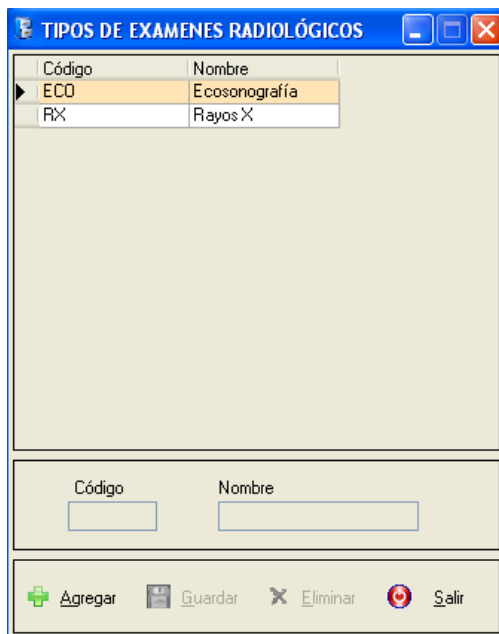 TIPOS DE EXAMENES RADIOLÓGICOS
Código Nombre
ECO Ecosonografía
RX Rayos X
Código Nombre
Agregar Guardar Eliminar Salir